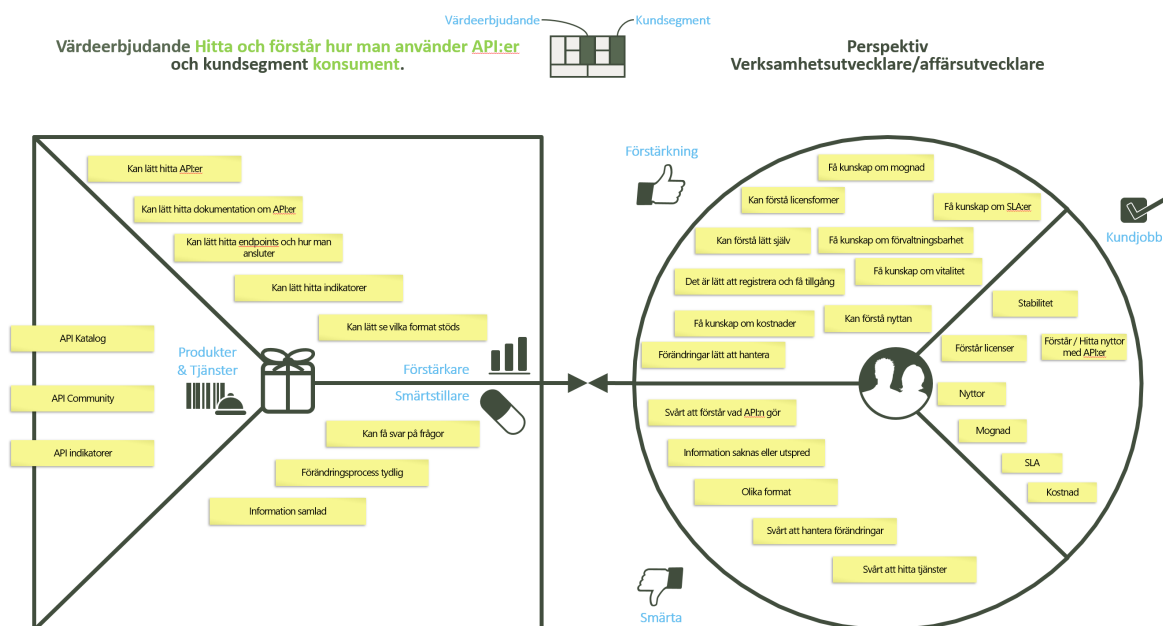 Värdeerbjudande
Kundsegment
Värdeerbjudande Hitta och förstår hur man använder API:er
och kundsegment konsument.
Perspektiv
Verksamhetsutvecklare/affärsutvecklare
Kan lätt hitta API:er
Kan lätt hitta dokumentation om API:er
Kan lätt hitta endpoints och hur man
ansluter
Kan lätt hitta indikatorer
Kan lätt se vilka format stöds
API Katalog
API Community
API indikatorer
Produkter
& Tjänster
Förstärkare
Smärtstillare
Kan få svar på frågor
Förändringsprocess tydlig
Information samlad
Förstärkning
Få kunskap om mognad
Kan förstå licensformer
Få kunskap om SLA:er
Kan förstå lätt själv
Få kunskap om förvaltningsbarhet
Få kunskap om vitalitet
Det är lätt att registrera och få tillgång
Kan förstå nyttan
Få kunskap om kostnader
Förändringar lätt att hantera
Kundjobb
Stabilitet
Förstår licenser
Förstår / Hitta nyttor
med API:er
Nyttor
Mognad
SLA
Kostnad
Svårt att förstår vad API:n gör
Information saknas eller utspred
Olika format
Svårt att hantera förändringar
Svårt att hitta tjänster
Smärta